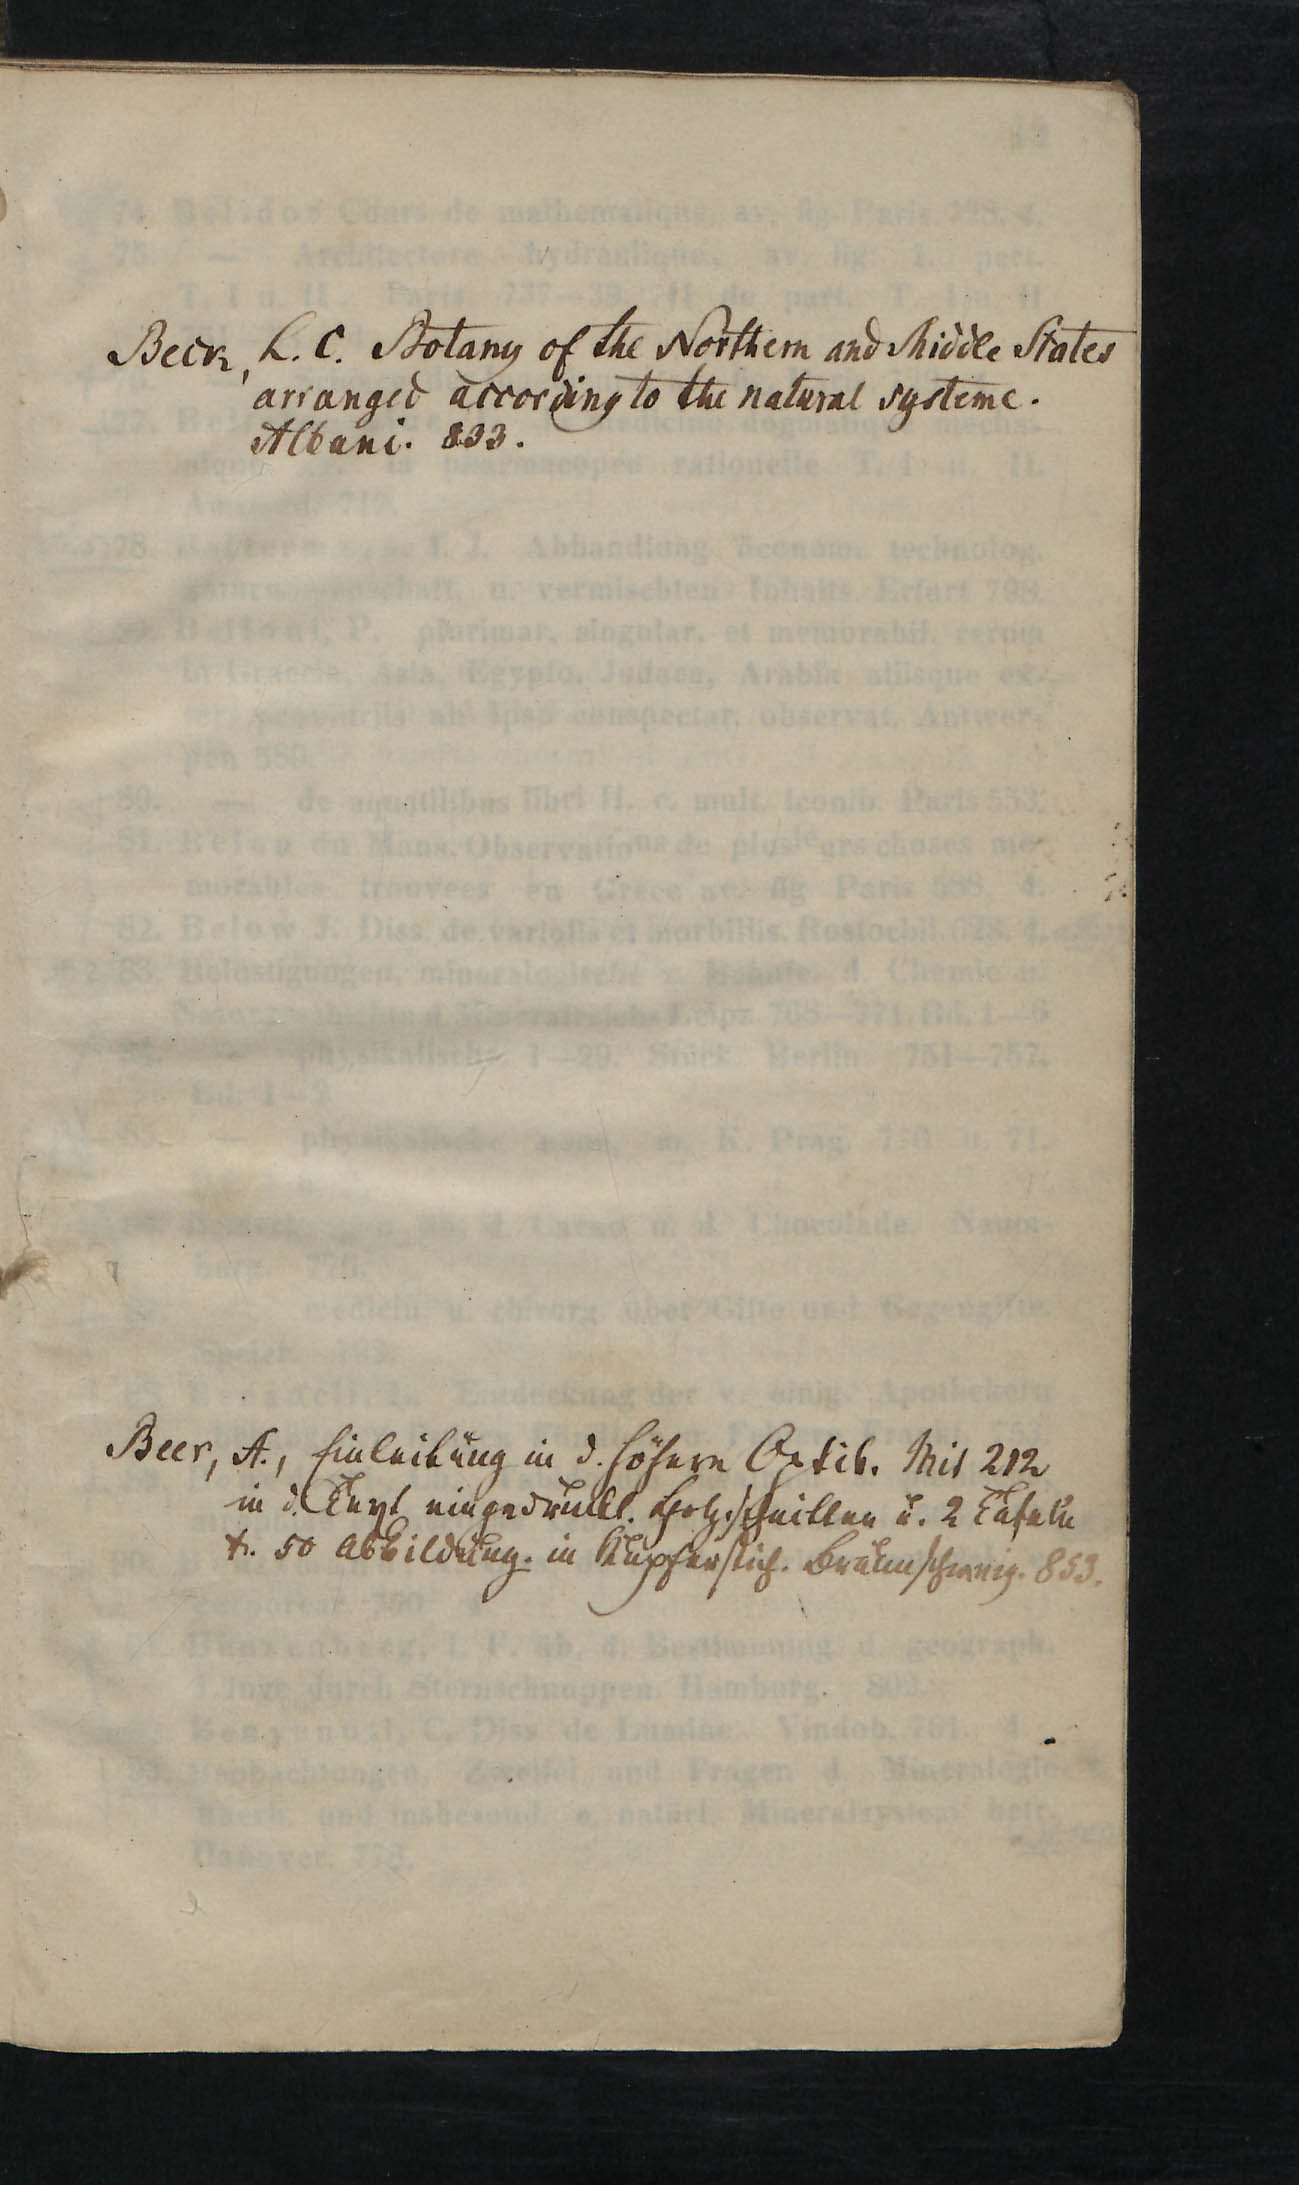 Beck, L. C. Botany of the Northern and Middle States
arranged according to the natural systeme.
Albani. 833.
Beer, A., Einleitung in d. höhere Optik. Mit 212
in d. Text eingedruckt. Holzschnitten u. 2 Tafeln
50 Abbildung. in Kupferstich. Braunschweig. 853.